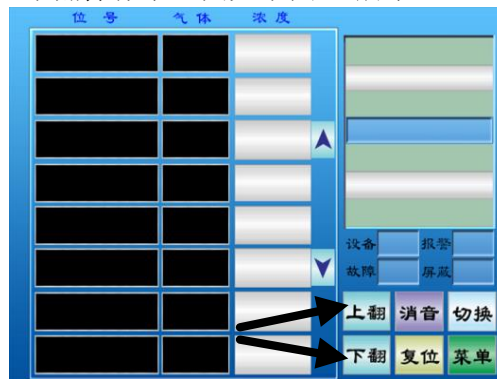 位号 气体 浓度
设备 报警
故障 屏蔽
上翻 消音 切换
下翻 复位 菜单